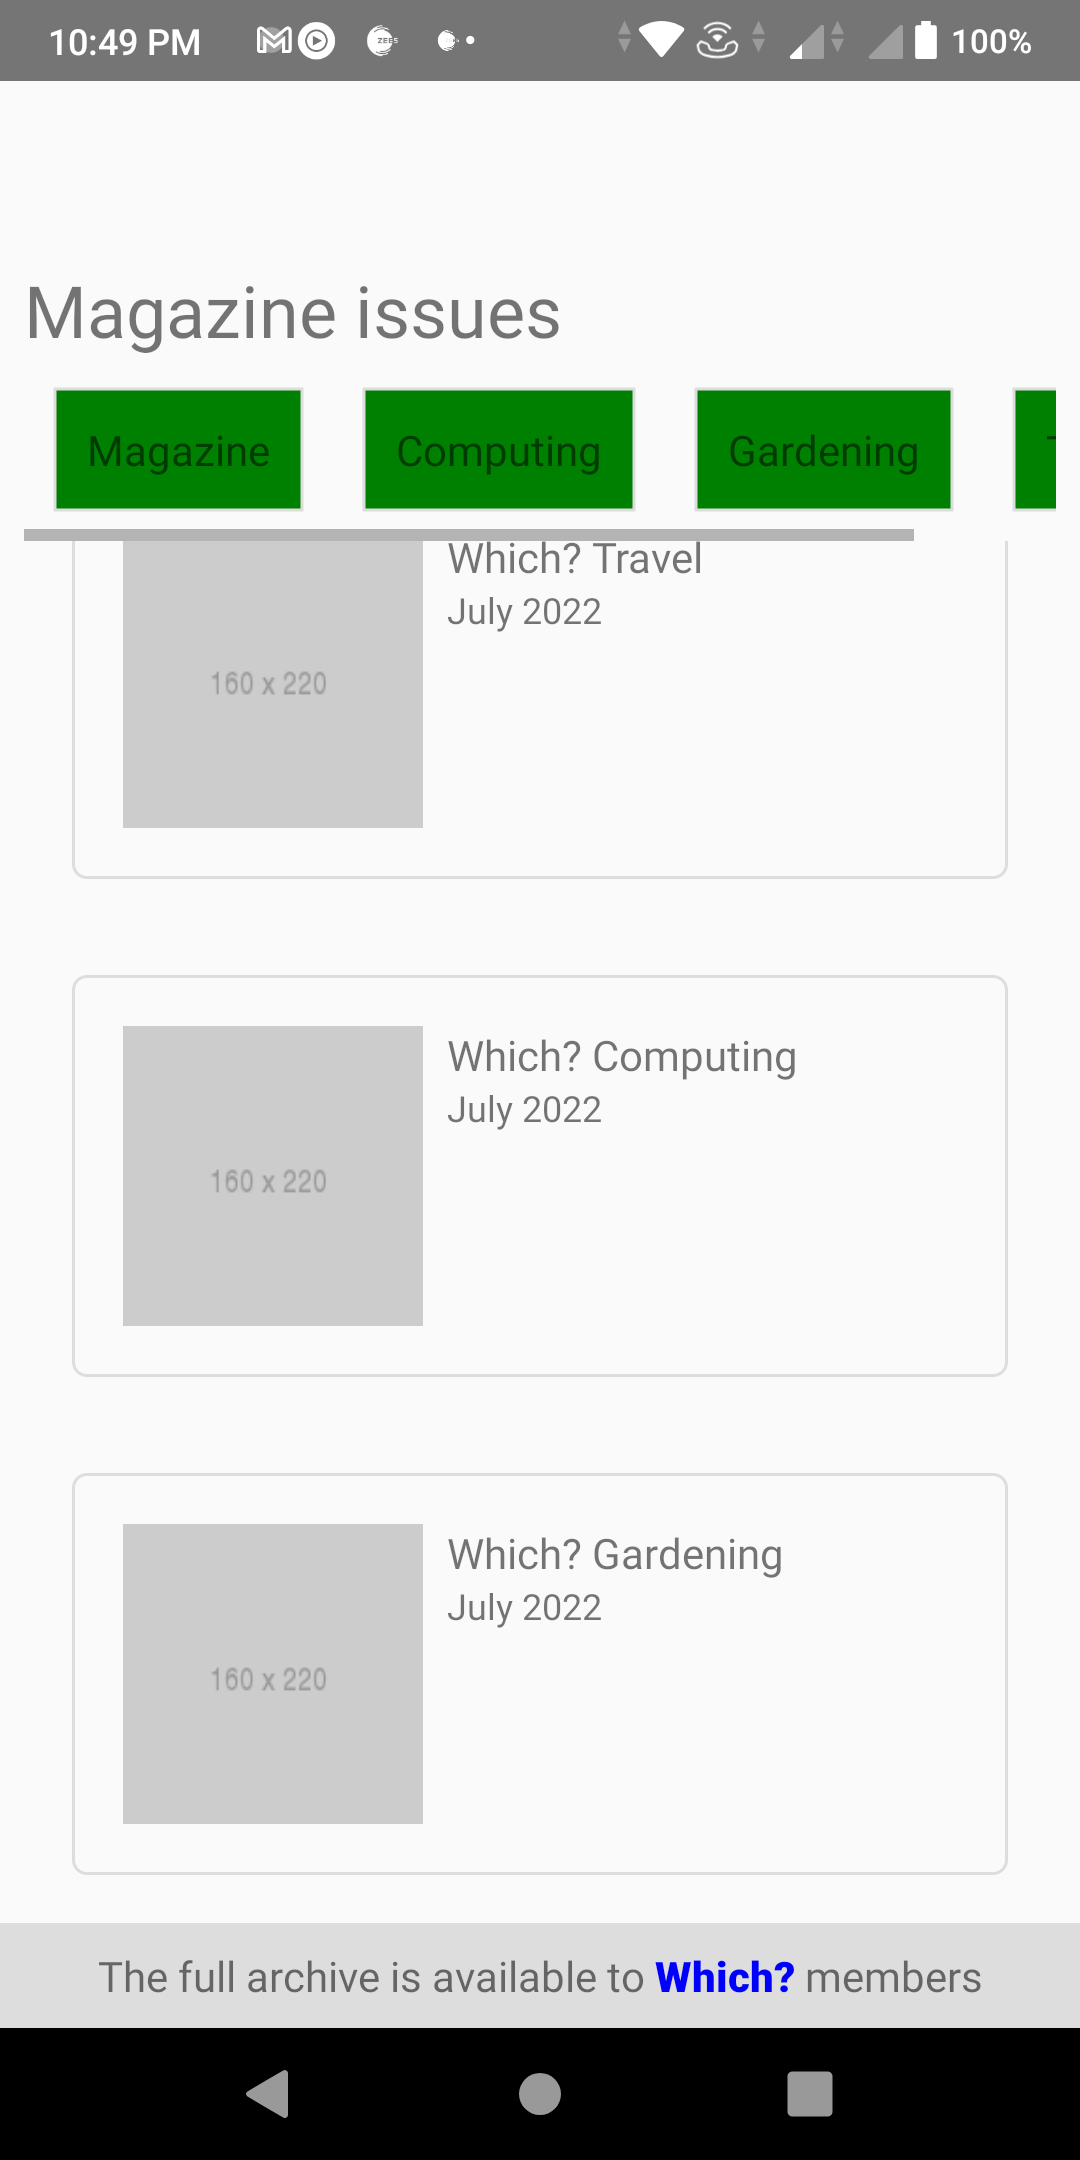 10:49 PM
100%
Magazine issues
Magazine Computing Gardening
Which? Travel
July 2022
160 x 220
Which? Computing
July 2022
160 x 220
Which? Gardening
July 2022
160 x 220
The full archive is available to Which? members